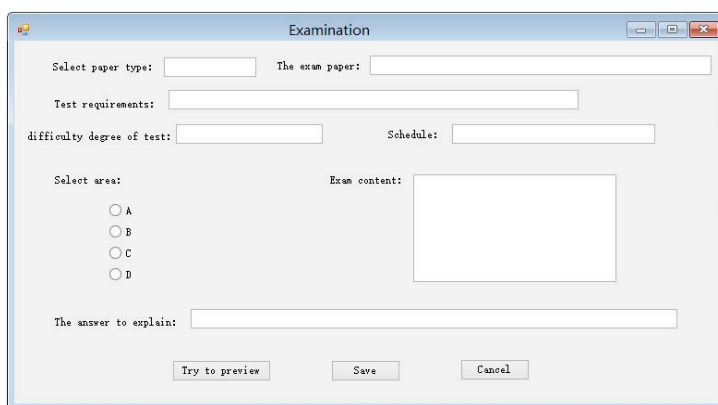 Examination
Select paper type: The exam paper:
Test requirements:
difficulty degree of test: Schedule:
Select area: Exam content:
A
B
C
D
The answer to explain:
Try to preview Save Cancel